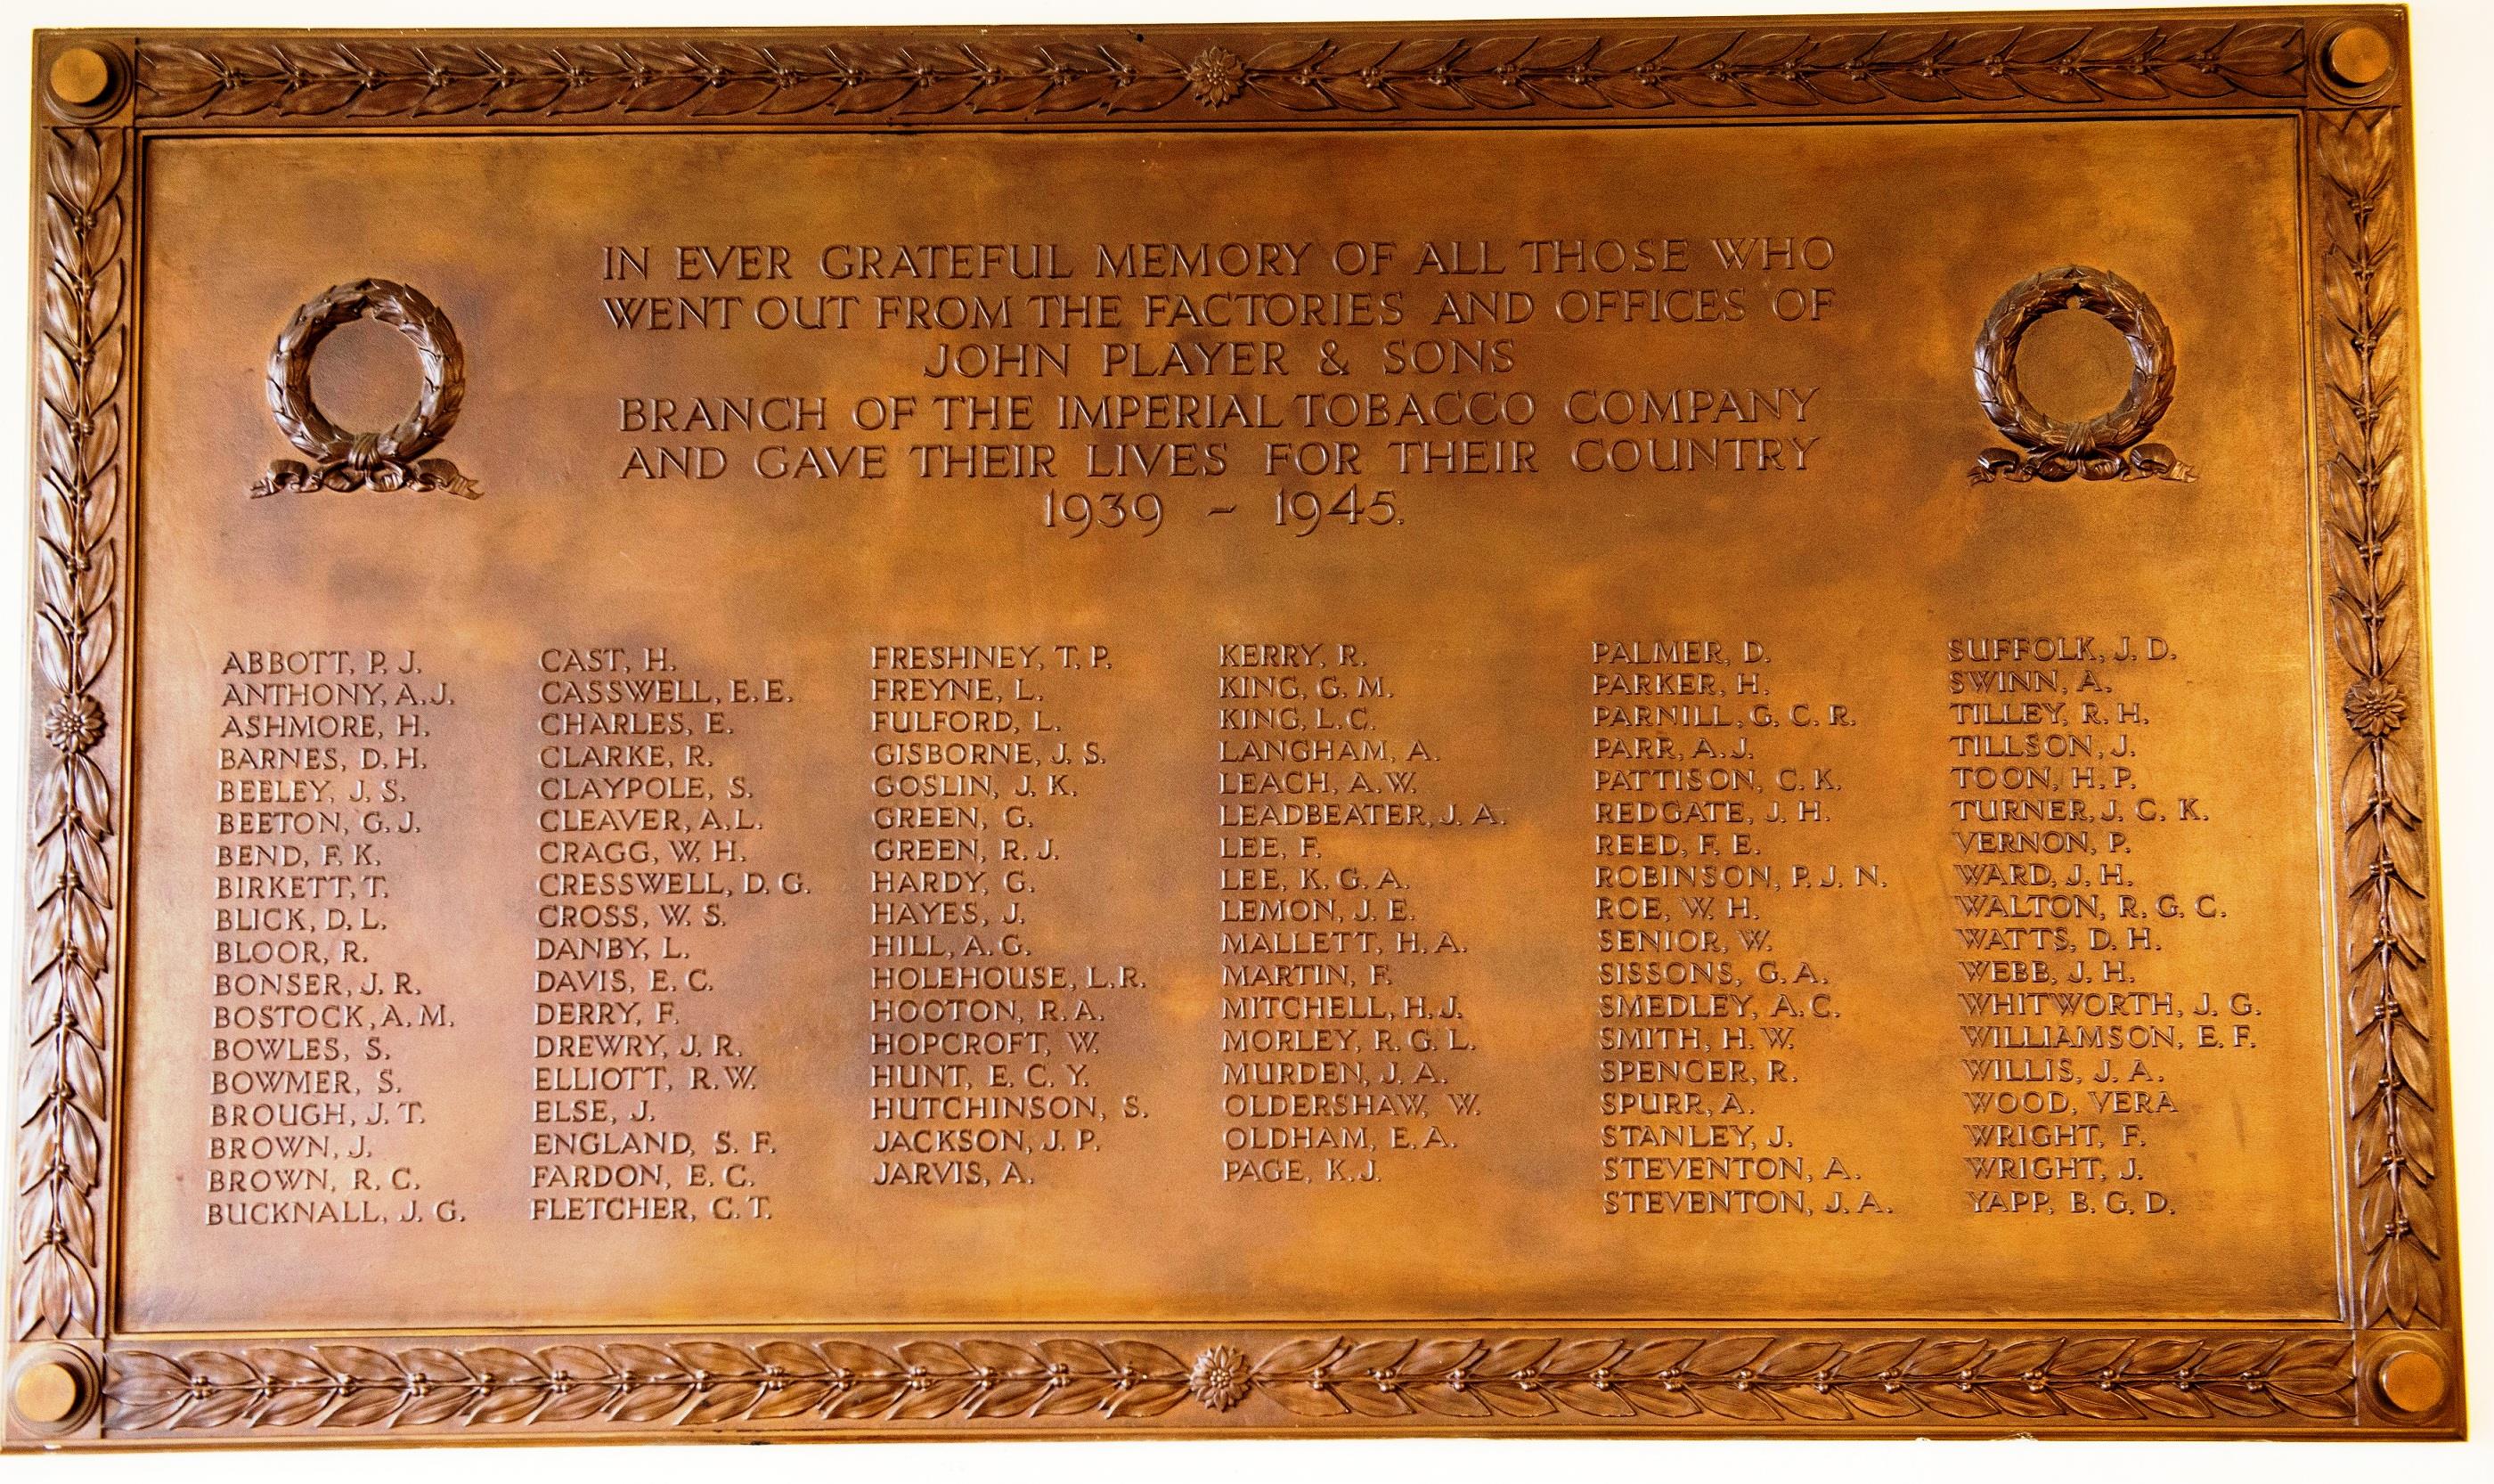 IN EVER GRATEFUL MEMORY OF ALL THOSE WHO
WENT OUT FROM THE FACTORIES AND OFFICES OF
JOHN PLAYER & SONS
BRANCH OF THE IMPERIAL TOBACCO COMPANY
AND GAVE THEIR LIVES FOR THEIR COUNTRY
1939 - 1945.
ABBOTT, P. J.
ANTHONY, A. J.
ASHMORE, H.
BARNES, D. H.
BEELEY, J. S.
BEETON, G. J.
BEND, F. K.
BIRKETT, T.
BLICK, D. L.
BLOOR, R.
BONSER, J. R.
BOSTOCK, A. M.
BOWLES, S.
BOWMER, S.
BROUGH, J. T.
BROWN, J.
BROWN, R. C.
BUCKNALL, J. G.
CAST, H.
CASSWELL, E. E.
CHARLES, E.
CLARKE, R.
CLAYPOLE, S.
CLEAVER, A. L.
CRAGG, W. H.
CRESSWELL, D. G.
CROSS, W. S.
DANBY, L.
DAVIS, E. C.
DERRY, F.
DREWRY, J. R.
ELLIOTT, R. W.
ELSE, J.
ENGLAND, S. F.
FARDON, E. C.
FLETCHER, C. T.
FRESHNEY, T. P.
FREYNE, L.
FULFORD, L.
GISBORNE, J. S.
GOSLIN, J. K.
GREEN, G.
GREEN, R. J.
HARDY, G.
HAYES, J.
HILL, A. G.
HOLEHOUSE, L. R.
HOOTON, R. A.
HOPCROFT, W.
HUNT, E. C. Y.
HUTCHINSON, S.
JACKSON, J. P.
JARVIS, A.
KERRY, R.
KING, G. M.
KING, L. C.
LANGHAM, A.
LEACH, A. W.
LEADBEATER, J. A.
LEE, F.
LEE, K. G. A.
LEMON, J. E.
MALLETT, H. A.
MARTIN, F.
MITCHELL, H. J.
MORLEY, R. G. L.
MURDEN, J. A.
OLDERSHAW, W.
OLDHAM, E. A.
PAGE, K. J.
PALMER, D.
PARKER, H.
PARNILL, G. C. R.
PARR, A. J.
PATTISON, C. K.
REDGATE, J. H.
REED, F. E.
ROBINSON, P. J. N.
ROE, W. H.
SENIOR, W.
SISSONS, G. A.
SMEDLEY, A. C.
SMITH, H. W.
SPENCER, R.
SPURR, A.
STANLEY, J.
STEVENTON, A.
STEVENTON, J. A.
SUFFOLK, J. D.
SWINN, A.
TILLEY, R. H.
TILLSON, J.
TOON, H. P.
TURNER, J. C. K.
VERNON, P.
WARD, J. H.
WALTON, R. G. C.
WATTS, D. H.
WEBB, J. H.
WHITWORTH, J. G.
WILLIAMSON, E. F.
WILLIS, J. A.
WOOD, VERA
WRIGHT, F.
WRIGHT, J.
YAPP, B. G. D.